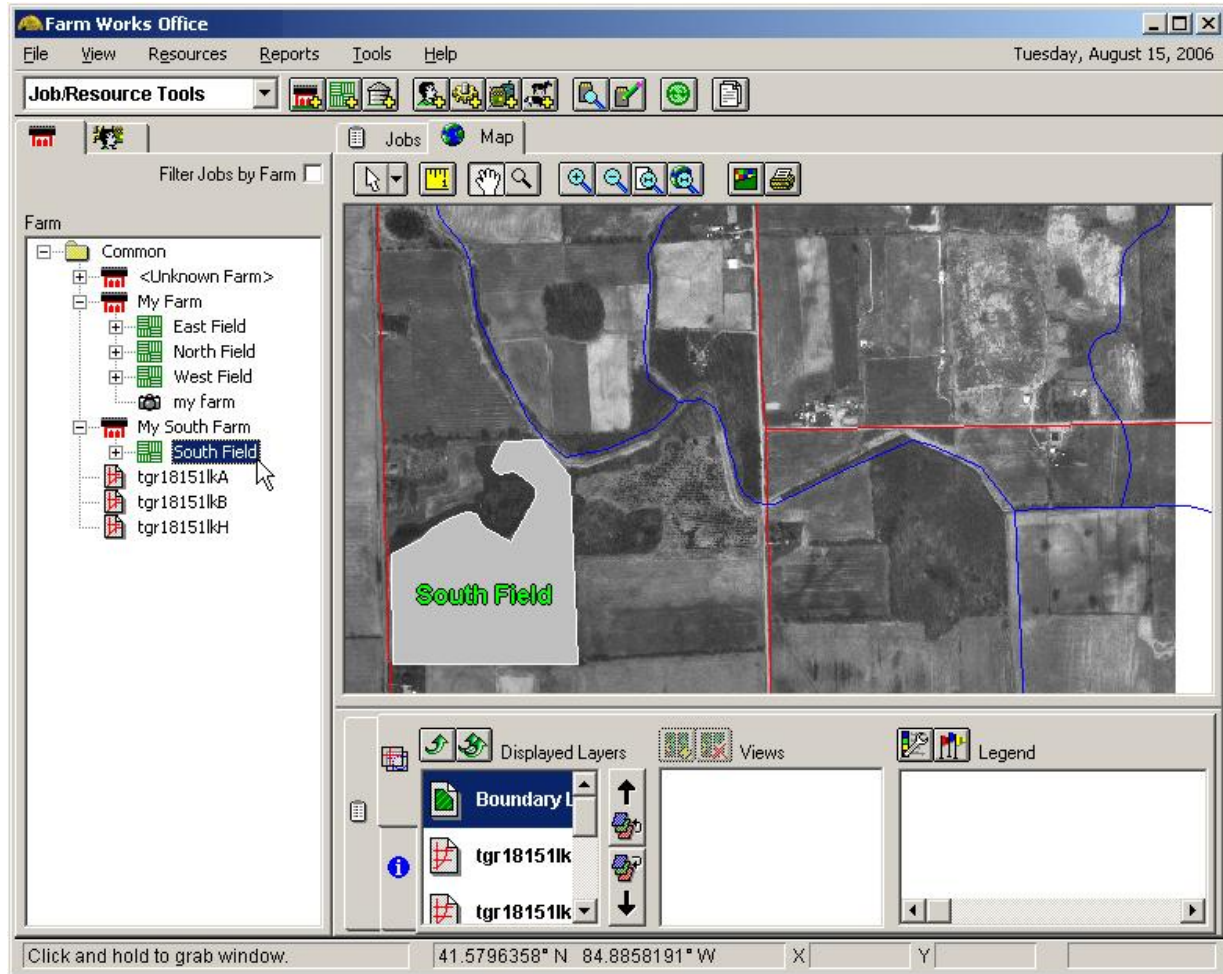 Farm Works Office
File View Resources Reports Tools Help Tuesday, August 15, 2006
Job/Resource Tools
Jobs Map
Filter Jobs by Farm
Farm
Common
<Unknown Farm>
My Farm
East Field
North Field
West Field
my farm
My South Farm
South Field
tgr18151lkA
tgr18151lkB
tgr18151lkH
South Field
Displayed Layers Views Legend
Boundary L
tgr18151lk
tgr18151lk
Click and hold to grab window. 41.5796358° N 84.8858191° W X Y